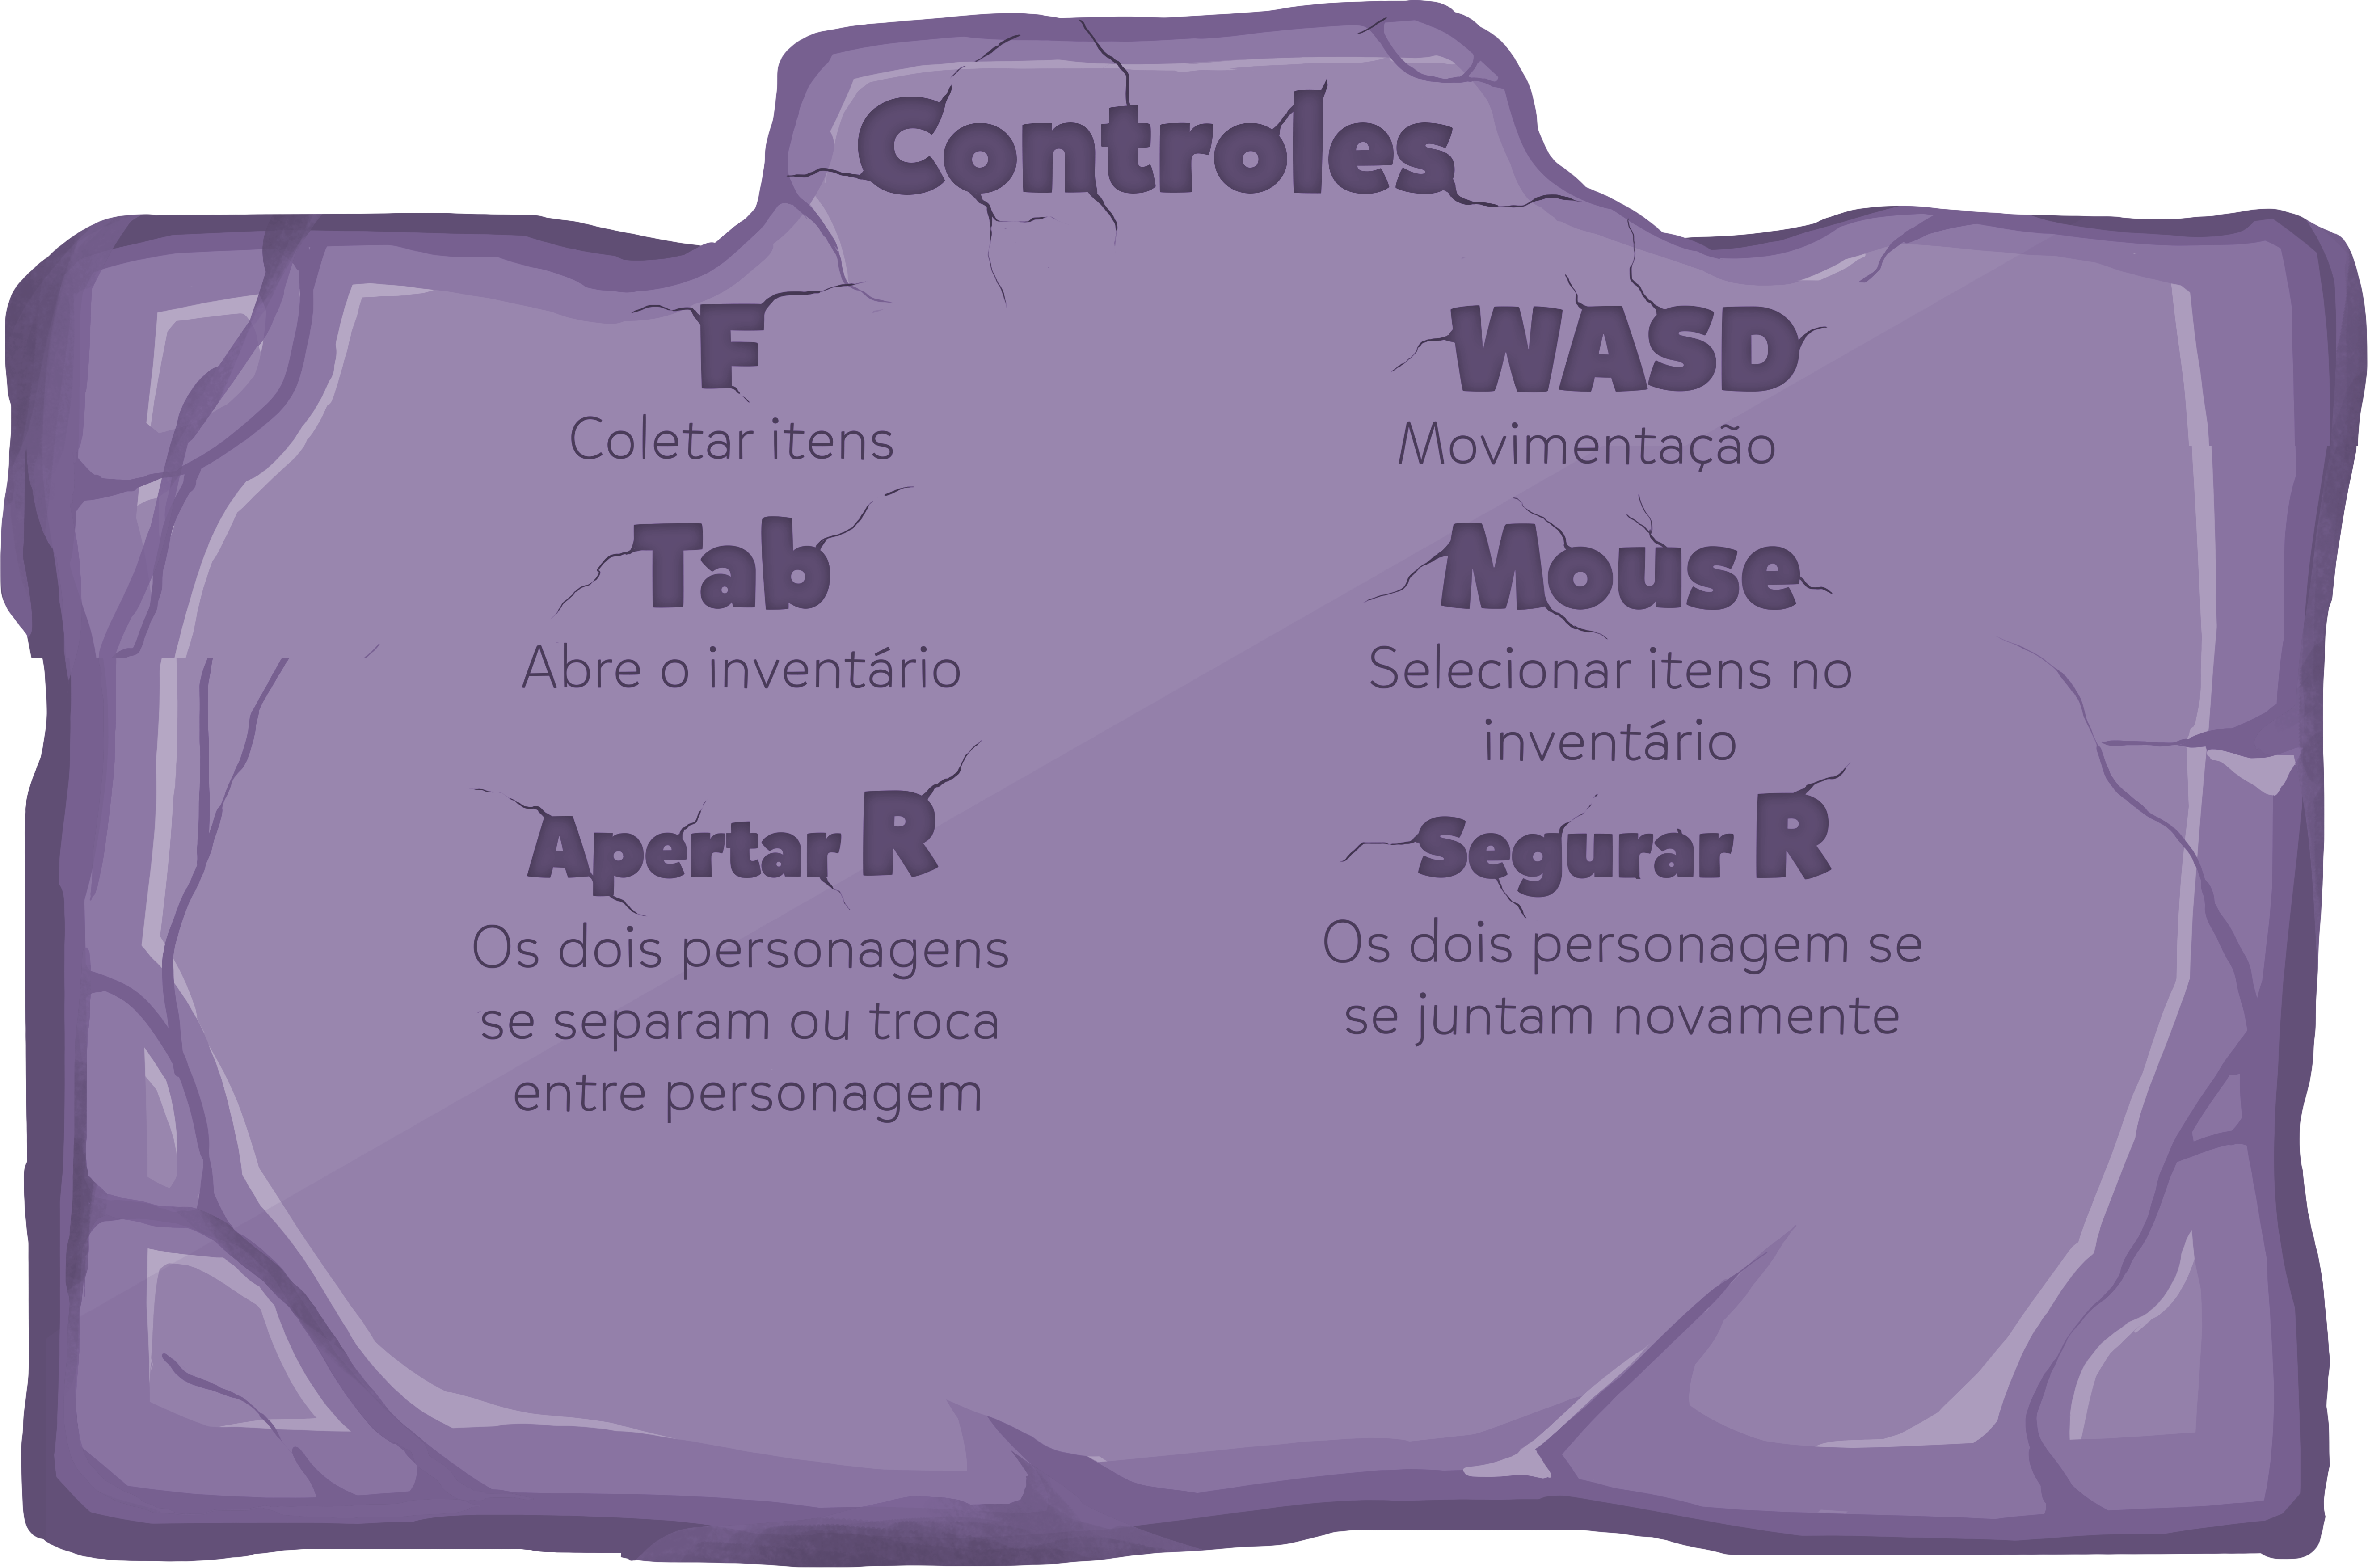 Controles
F
Coletar itens
Tab
Abre o inventário
Apertar R
Os dois personagens
se separam ou troca
entre personagem
WASD
Movimentação
Mouse
Selecionar itens no
inventário
Segurar R
Os dois personagem se
se juntam novamente